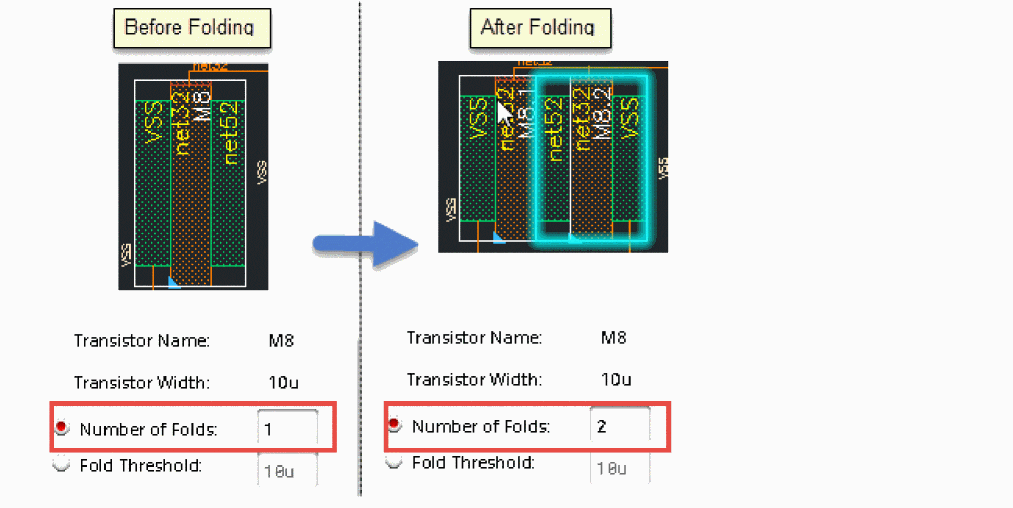 Before Folding
net32
VSS
net32
M8
net52
VSS
VSS
Transistor Name: M8
Transistor Width: 10u
Number of Folds: 1
Fold Threshold: 10u
After Folding
net32
VSS
net32
M8.1
net52
net32
M8.2
VSS
VSS
VSS
Transistor Name: M8
Transistor Width: 10u
Number of Folds: 2
Fold Threshold: 10u